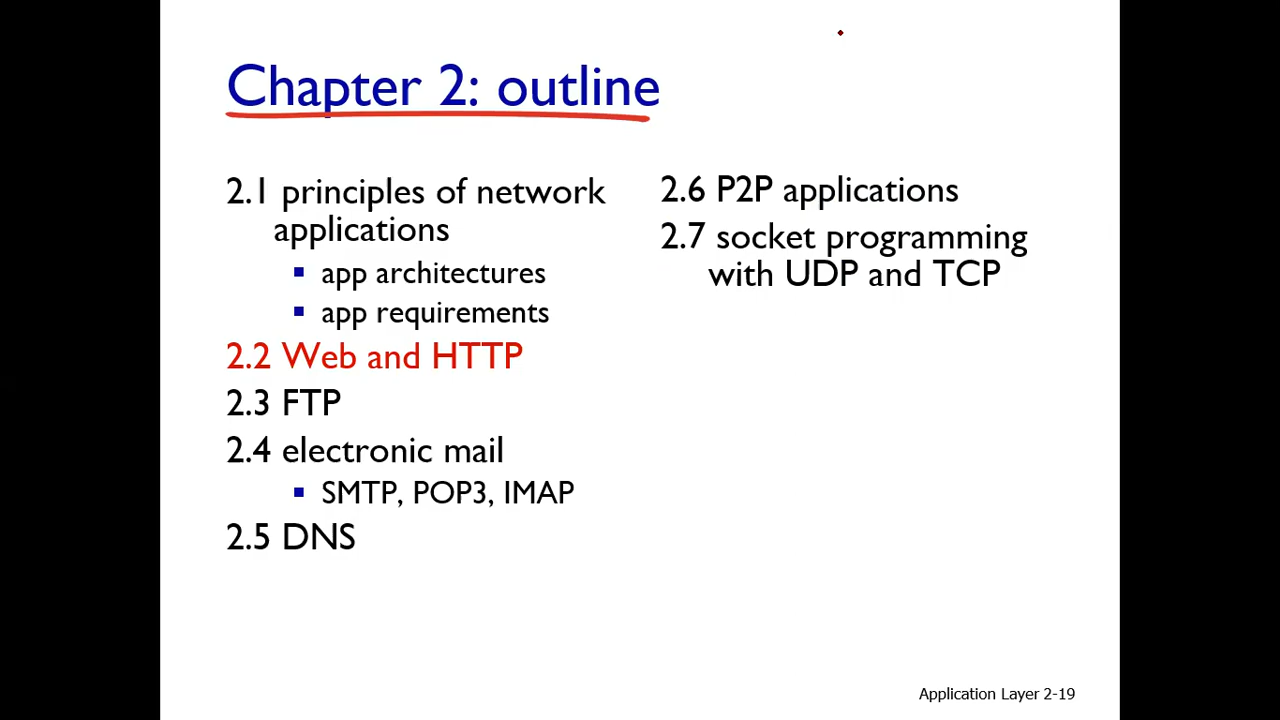 Chapter 2: outline
2.1 principles of network
applications
app architectures
app requirements
2.2 Web and HTTP
2.3 FTP
2.4 electronic mail
SMTP, POP3, IMAP
2.5 DNS
2.6 P2P applications
2.7 socket programming
with UDP and TCP
Application Layer 2-19